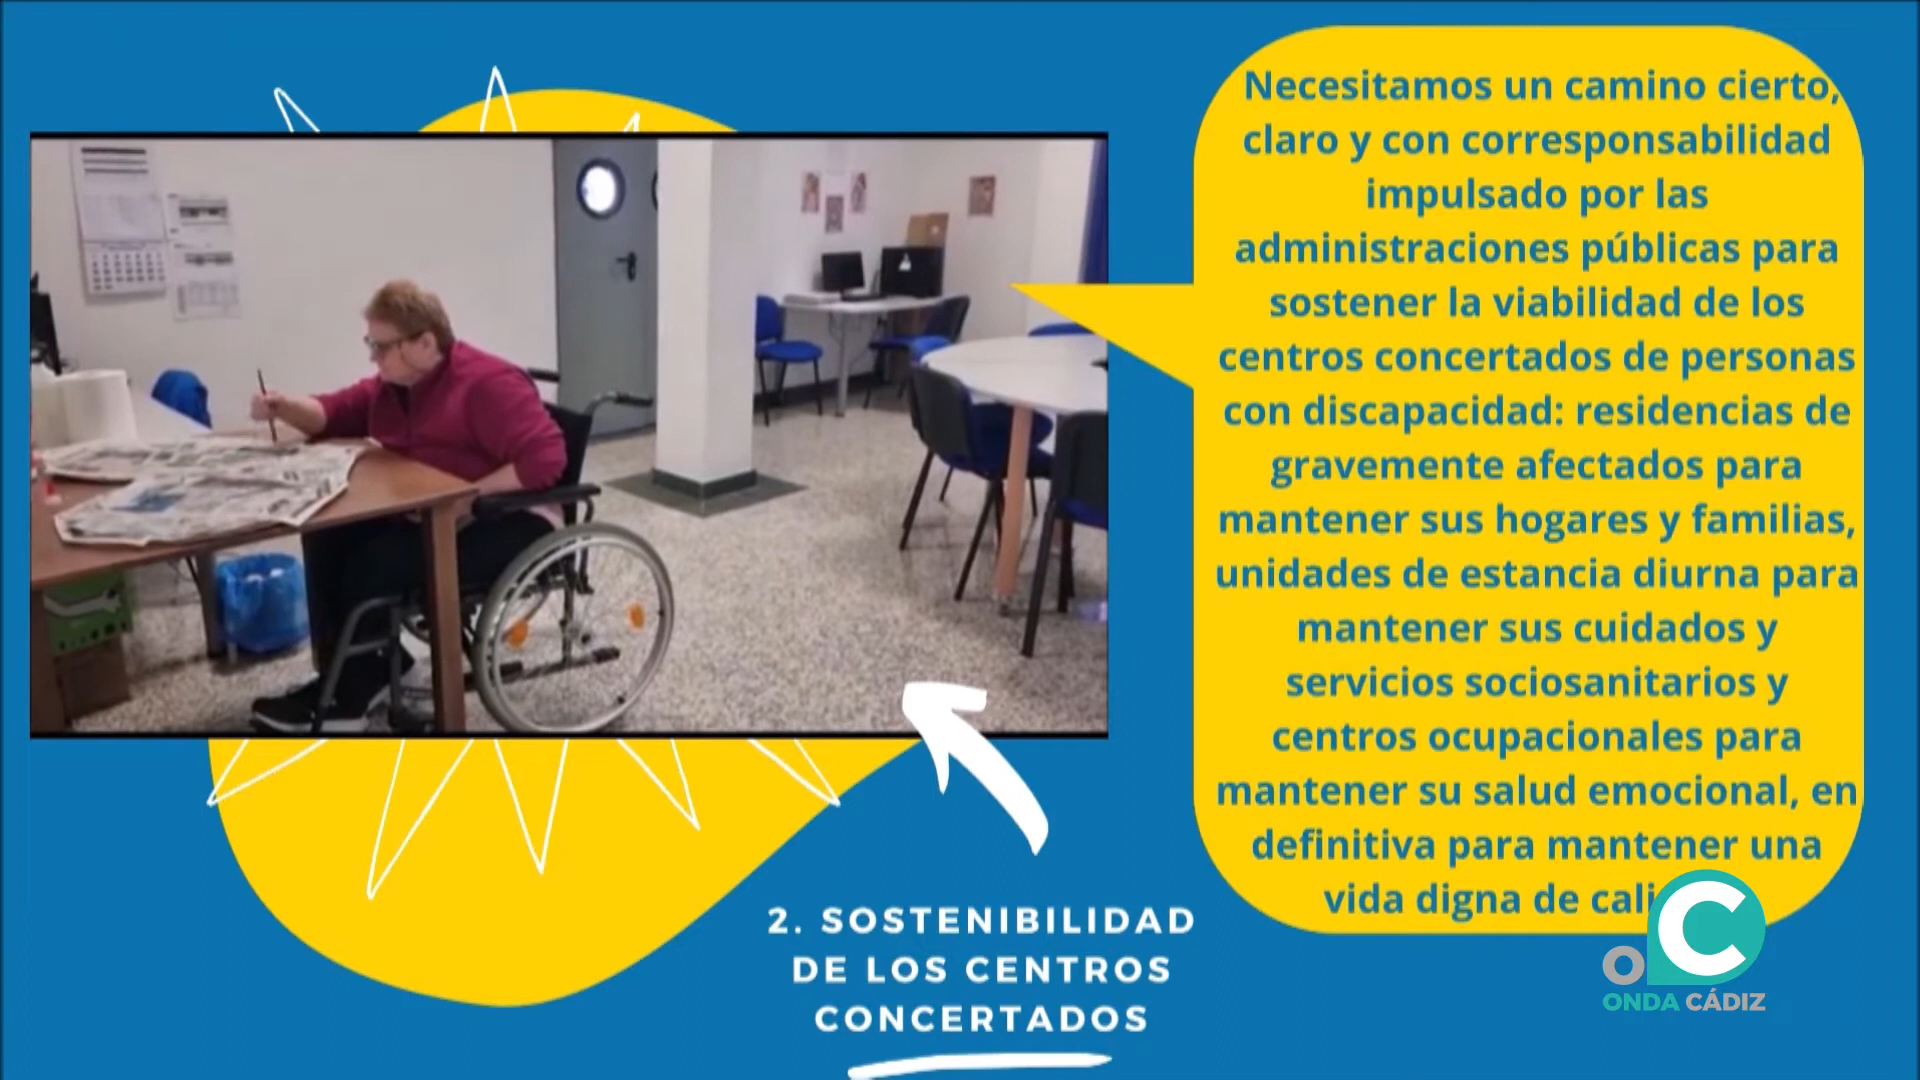 Necesitamos un camino cierto,
claro y con corresponsabilidad
impulsado por las
administraciones públicas para
sostener la viabilidad de los
centros concertados de personas
con discapacidad: residencias de
gravemente afectados para
mantener sus hogares y familias,
unidades de estancia diurna para
mantener sus cuidados y
servicios sociosanitarios y
centros ocupacionales para
mantener su salud emocional, en
definitiva para mantener una
vida digna de
2. SOSTENIBILIDAD
DE LOS CENTROS
CONCERTADOS
OC
ONDA CÁDIZ